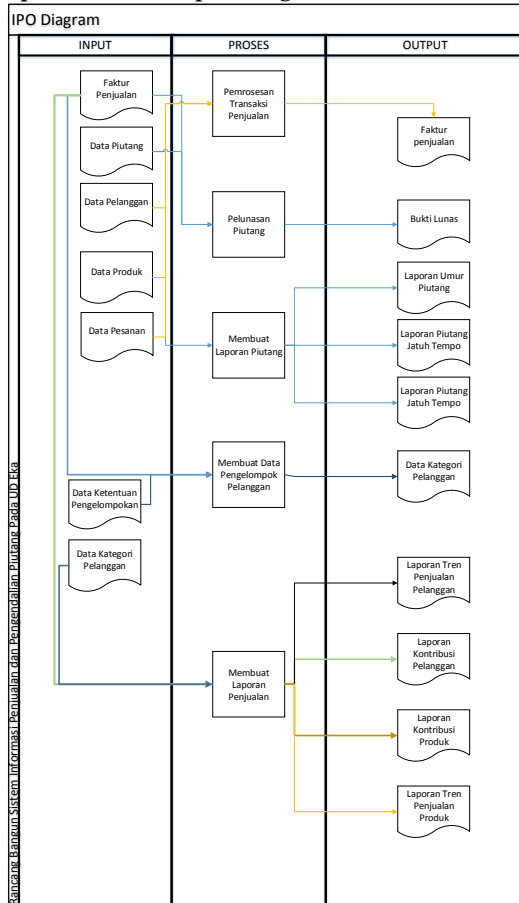 IPO Diagram
INPUT
PROSES
OUTPUT
Rancang Bangun Sistem Informasi Penjualan dan Pengendalian Piutang Pada UD Eka
Faktur
Penjualan
Data Piutang
Data Pelanggan
Data Produk
Data Pesanan
Data Ketentuan
Pengelompokan
Data Kategori
Pelanggan
Pemrosesan
Transaksi
Penjualan
Pelunasan
Piutang
Membuat
Laporan Piutang
Membuat Data
Pengelompok
Pelanggan
Membuat
Laporan
Penjualan
Faktur
penjualan
Bukti Lunas
Laporan Umur
Piutang
Laporan Piutang
Jatuh Tempo
Laporan Piutang
Jatuh Tempo
Data Kategori
Pelanggan
Laporan Tren
Penjualan
Pelanggan
Laporan
Kontribusi
Pelanggan
Laporan
Kontribusi
Produk
Laporan Tren
Penjualan
Produk